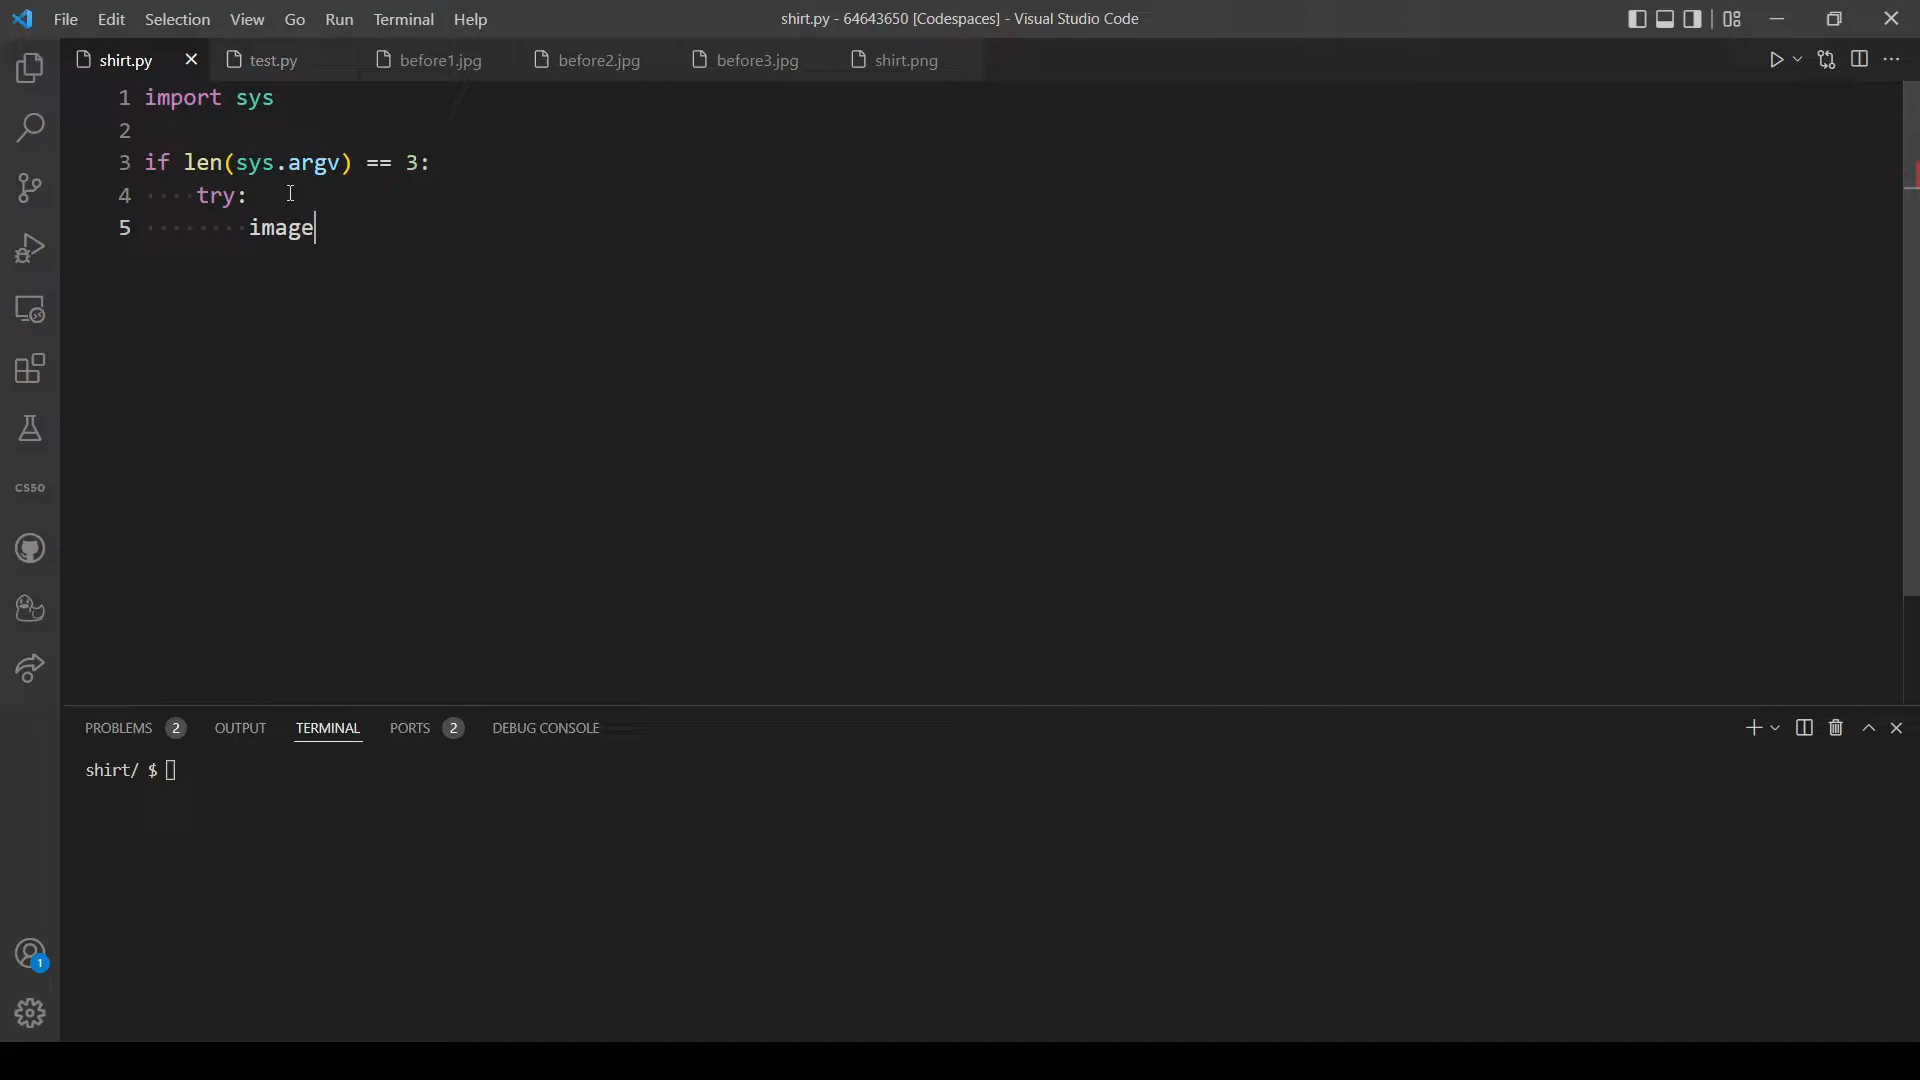 File Edit Selection View Go Run Terminal Help
shirt.py - 64643650 [Codespaces] - Visual Studio Code
shirt.py test.py before1.jpg before2.jpg before3.jpg shirt.png
1 import sys
2
3 if len(sys.argv) == 3:
4 ····try:
5 ········image
CS50
PROBLEMS 2 OUTPUT TERMINAL PORTS 2 DEBUG CONSOLE
shirt/ $
1